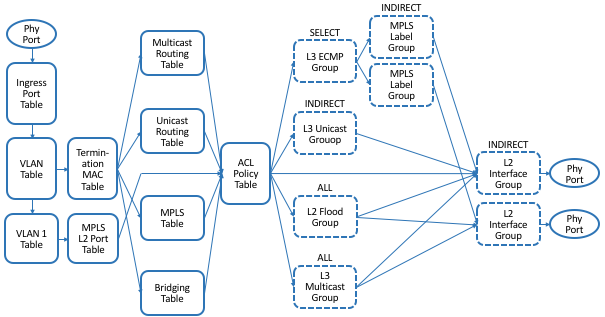 Phy
Port
Ingress
Port
Table
VLAN
Table
VLAN 1
Table
Termin-
ation
MAC
Table
MPLS
L2 Port
Table
Multicast
Routing
Table
Unicast
Routing
Table
MPLS
Table
Bridging
Table
ACL
Policy
Table
SELECT
L3 ECMP
Group
INDIRECT
L3 Unicast
Grouop
ALL
L2 Flood
Group
ALL
L3
Multicast
Group
INDIRECT
MPLS
Label
Group
MPLS
Label
Group
INDIRECT
L2
Interface
Group
L2
Interface
Group
Phy
Port
Phy
Port